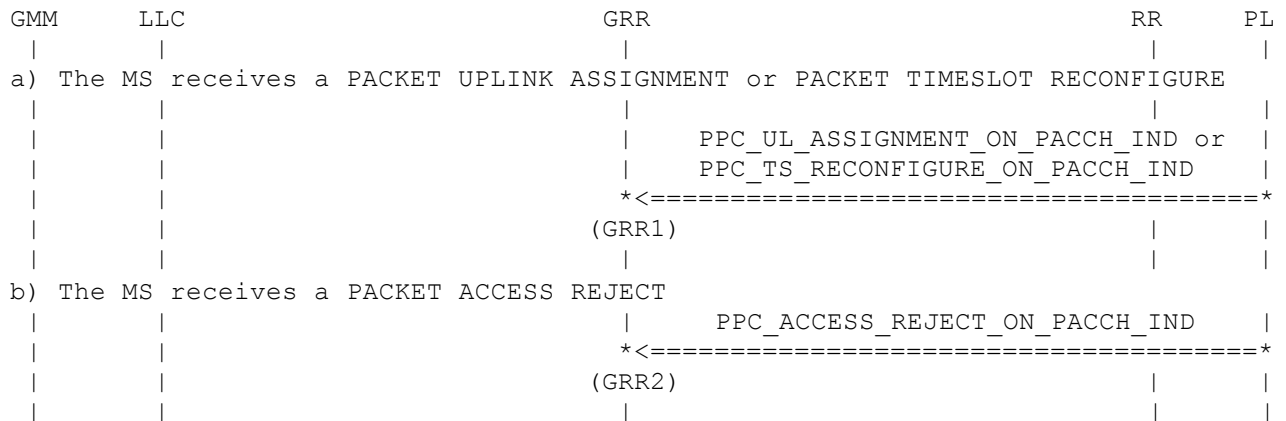 GMM      LLC                           GRR                               RR     PL
 |       |                            |                                |      |
a) The MS receives a PACKET UPLINK ASSIGNMENT or PACKET TIMESLOT RECONFIGURE
 |       |                            |                                |      |
 |       |                            |    PPC_UL_ASSIGNMENT_ON_PACCH_IND or  |
 |       |                            |    PPC_TS_RECONFIGURE_ON_PACCH_IND    |
 |       |                            *<======================================*
 |       |                          (GRR1)                             |      |
 |       |                            |                                |      |
b) The MS receives a PACKET ACCESS REJECT
 |       |                            |     PPC_ACCESS_REJECT_ON_PACCH_IND    |
 |       |                            *<======================================*
 |       |                          (GRR2)                             |      |
 |       |                            |                                |      |